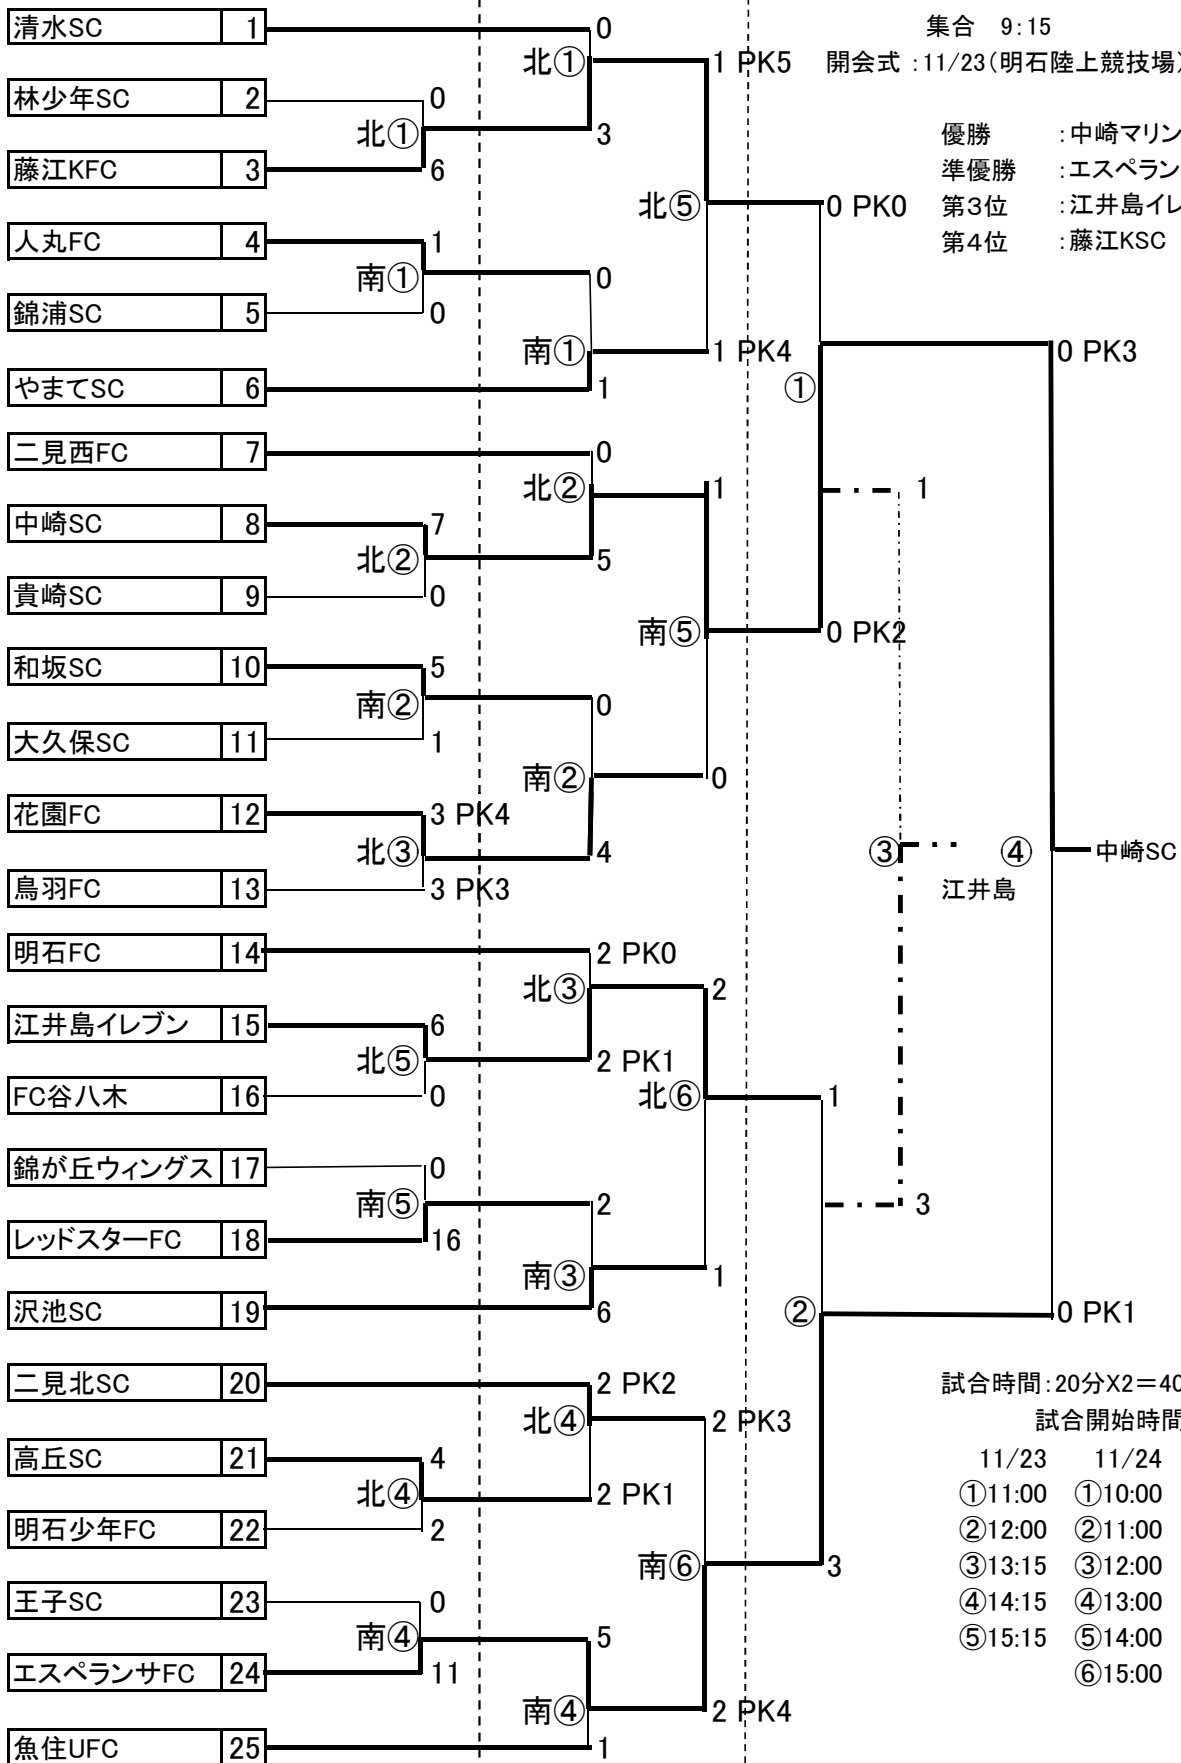 清水SC 1 0 集合 9:15
北① 1 PK5 開会式:11/23(明石陸上競技場)
林少年SC 2 0
北① 3 優勝 :中崎マリン
藤江KFC 3 6 準優勝 :エスペラン
北⑤ 0 PK0 第3位 :江井島イレ
人丸FC 4 1 第4位 :藤江KSC
南① 0
錦浦SC 5 0
南① 1 PK4 0 PK3
やまてSC 6 1 ①
二見西FC 7 0
北② 1 1
中崎SC 8 7
北② 5
貴崎SC 9 0
南⑤ 0 PK2
和坂SC 10 5
南② 0
大久保SC 11 1
南② 0
花園FC 12 3 PK4
北③ 4 ③ ④ 中崎SC
鳥羽FC 13 3 PK3 江井島
明石FC 14 2 PK0
北③ 2
江井島イレブン 15 6
北⑤ 2 PK1
FC谷八木 16 0 北⑥ 1
錦が丘ウィングス 17 0
南⑤ 2 3
レッドスターFC 18 16
南③ 1
沢池SC 19 6 ② 0 PK1
二見北SC 20 2 PK2 試合時間:20分X2=40
北④ 2 PK3 試合開始時間
高丘SC 21 4 11/23 11/24
北④ 2 PK1 ①11:00 ①10:00
明石少年FC 22 2 ②12:00 ②11:00
南⑥ 3 ③13:15 ③12:00
王子SC 23 0 ④14:15 ④13:00
南④ 5 ⑤15:15 ⑤14:00
エスペランサFC 24 11 ⑥15:00
南④ 2 PK4
魚住UFC 25 1